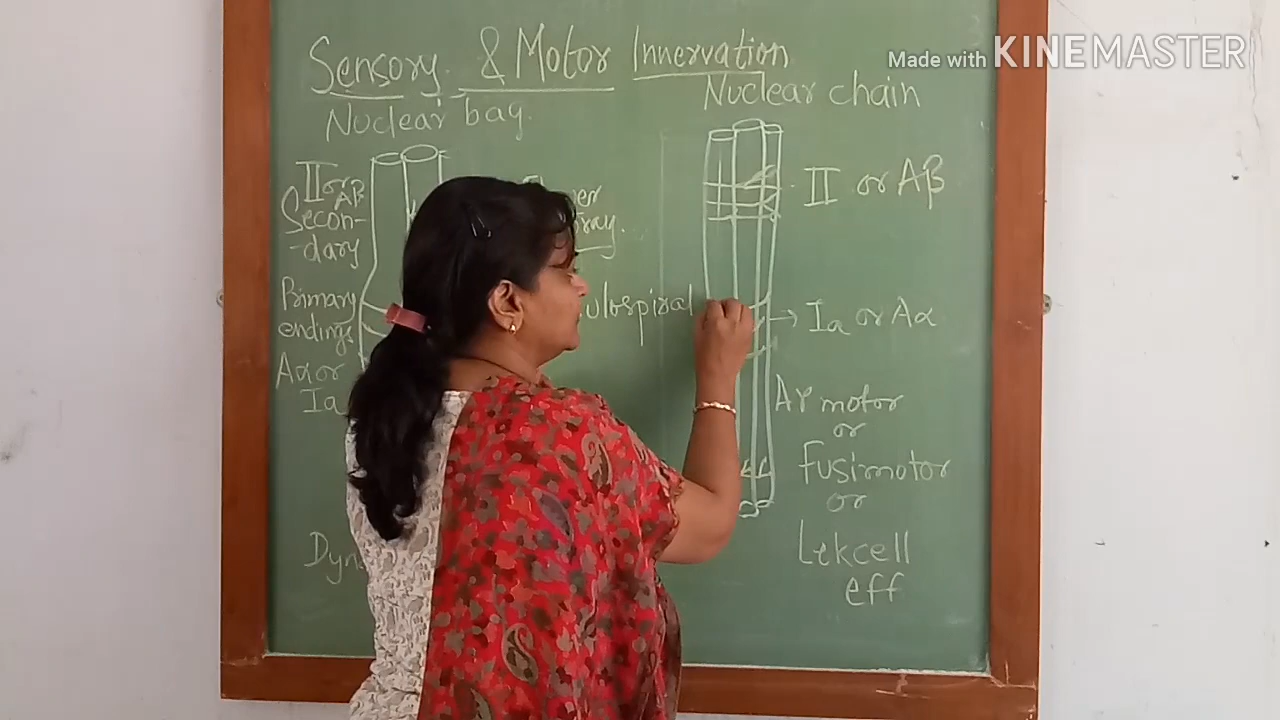 Made with KINEMASTER
Sensory & Motor Innervation
Nuclear bag
Nuclear chain
II or Aβ
Secon-
-dary
Primary
endings
Aα or
Ia
II or Aβ
Ia or Aα
Aγ motor
or
Fusimotor
or
Lekcell
eff